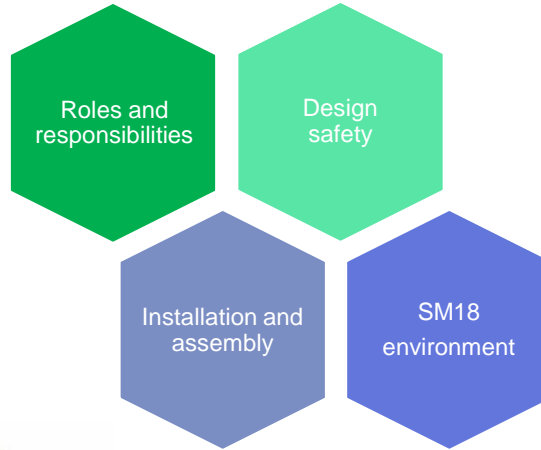 Roles and
responsibilities
Design
safety
Installation and
assembly
SM18
environment